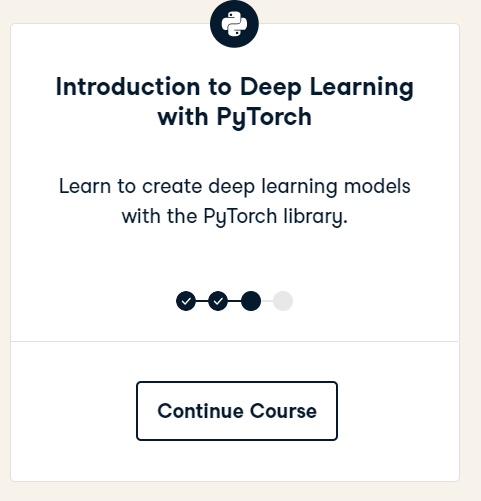 Introduction to Deep Learning
with PyTorch
Learn to create deep learning models
with the PyTorch library.
Continue Course